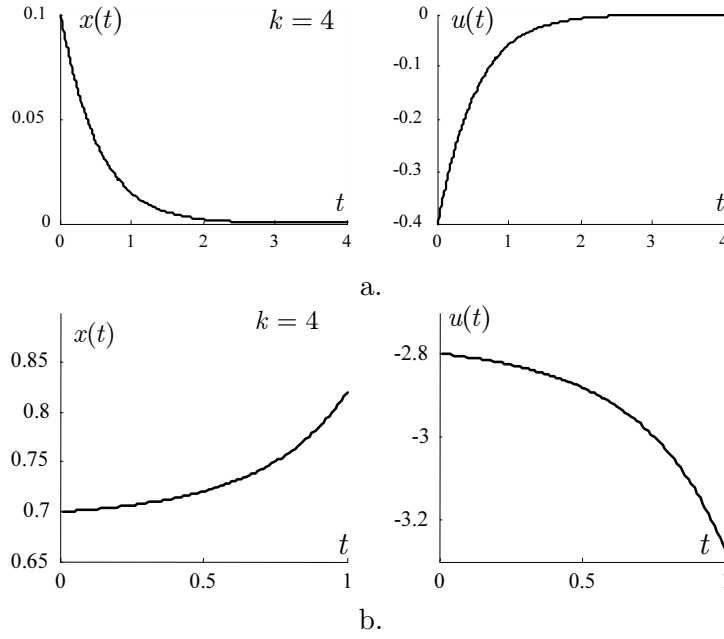 0.1 x(t) k = 4
0.05
0
0 1 2 3 4
t
0 u(t)
-0.1
-0.2
-0.3
-0.4
0 1 2 3 4
t
a.
x(t) k = 4
0.85
0.8
0.75
0.7
0.65
0 0.5 1
t
u(t)
-2.8
-3
-3.2
0 0.5 1
t
b.